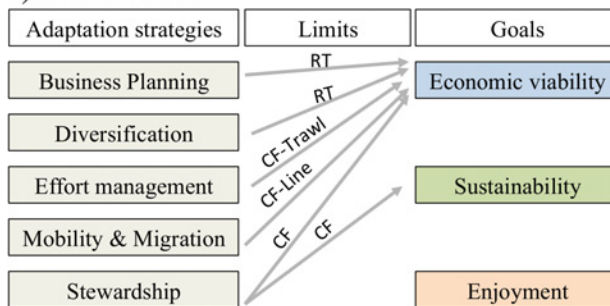 Adaptation strategies Limits Goals
Business Planning RT Economic viability
Diversification RT
CF-Trawl
Effort management CF-Line Sustainability
Mobility & Migration CF CF
Stewardship Enjoyment